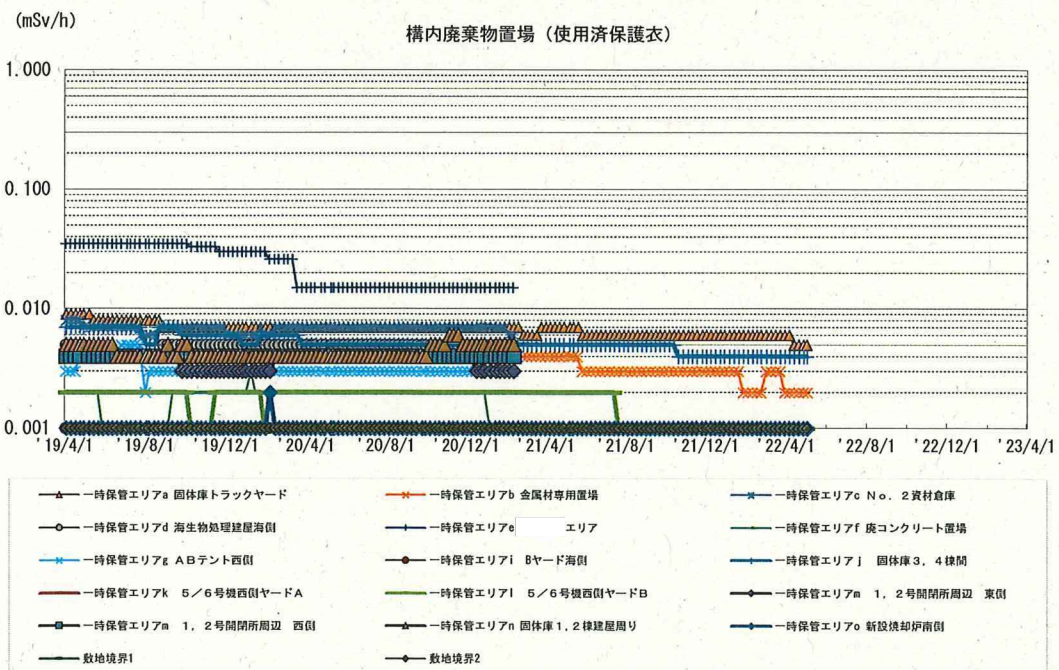 (mSv/h)
構内廃棄物置場（使用済保護衣）
1.000
0.100
0.010
0.001
'19/4/1 '19/8/1 '19/12/1 '20/4/1 '20/8/1 '20/12/1 '21/4/1 '21/8/1 '21/12/1 '22/4/1 '22/8/1 '22/12/1 '23/4/1
一時保管エリアa 固体庫トラックヤード 一時保管エリアb 金属材専用置場 一時保管エリアc No．2資材倉庫
一時保管エリアd 海生物処理建屋海側 一時保管エリアe エリア 一時保管エリアf 廃コンクリート置場
一時保管エリアg ABテント西側 一時保管エリアi Bヤード海側 一時保管エリアj 固体庫3，4棟間
一時保管エリアk 5／6号機西側ヤードA 一時保管エリアl 5／6号機西側ヤードB 一時保管エリアm 1，2号開閉所周辺 東側
一時保管エリアm 1，2号開閉所周辺 西側 一時保管エリアn 固体庫1，2棟建屋周り 一時保管エリアo 新設焼却炉南側
敷地境界1 敷地境界2